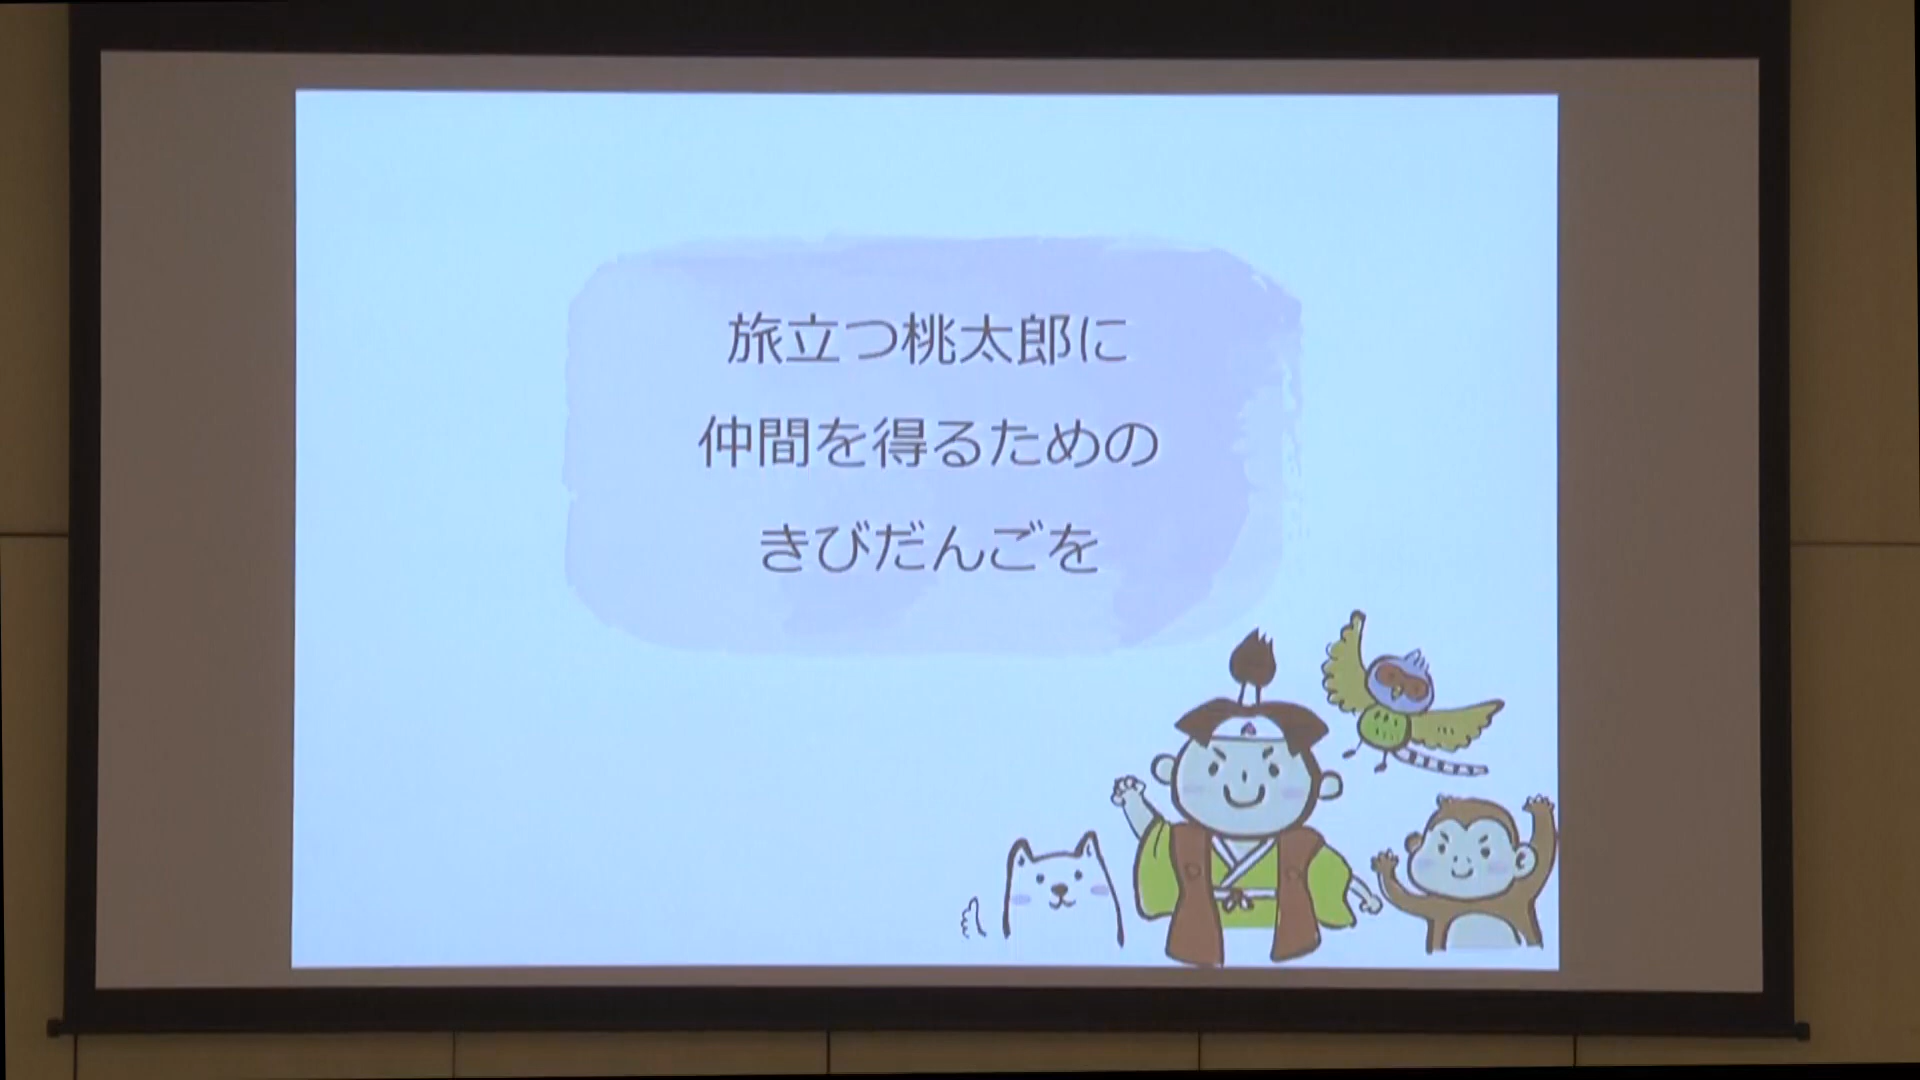 旅立つ桃太郎に
仲間を得るための
きびだんごを